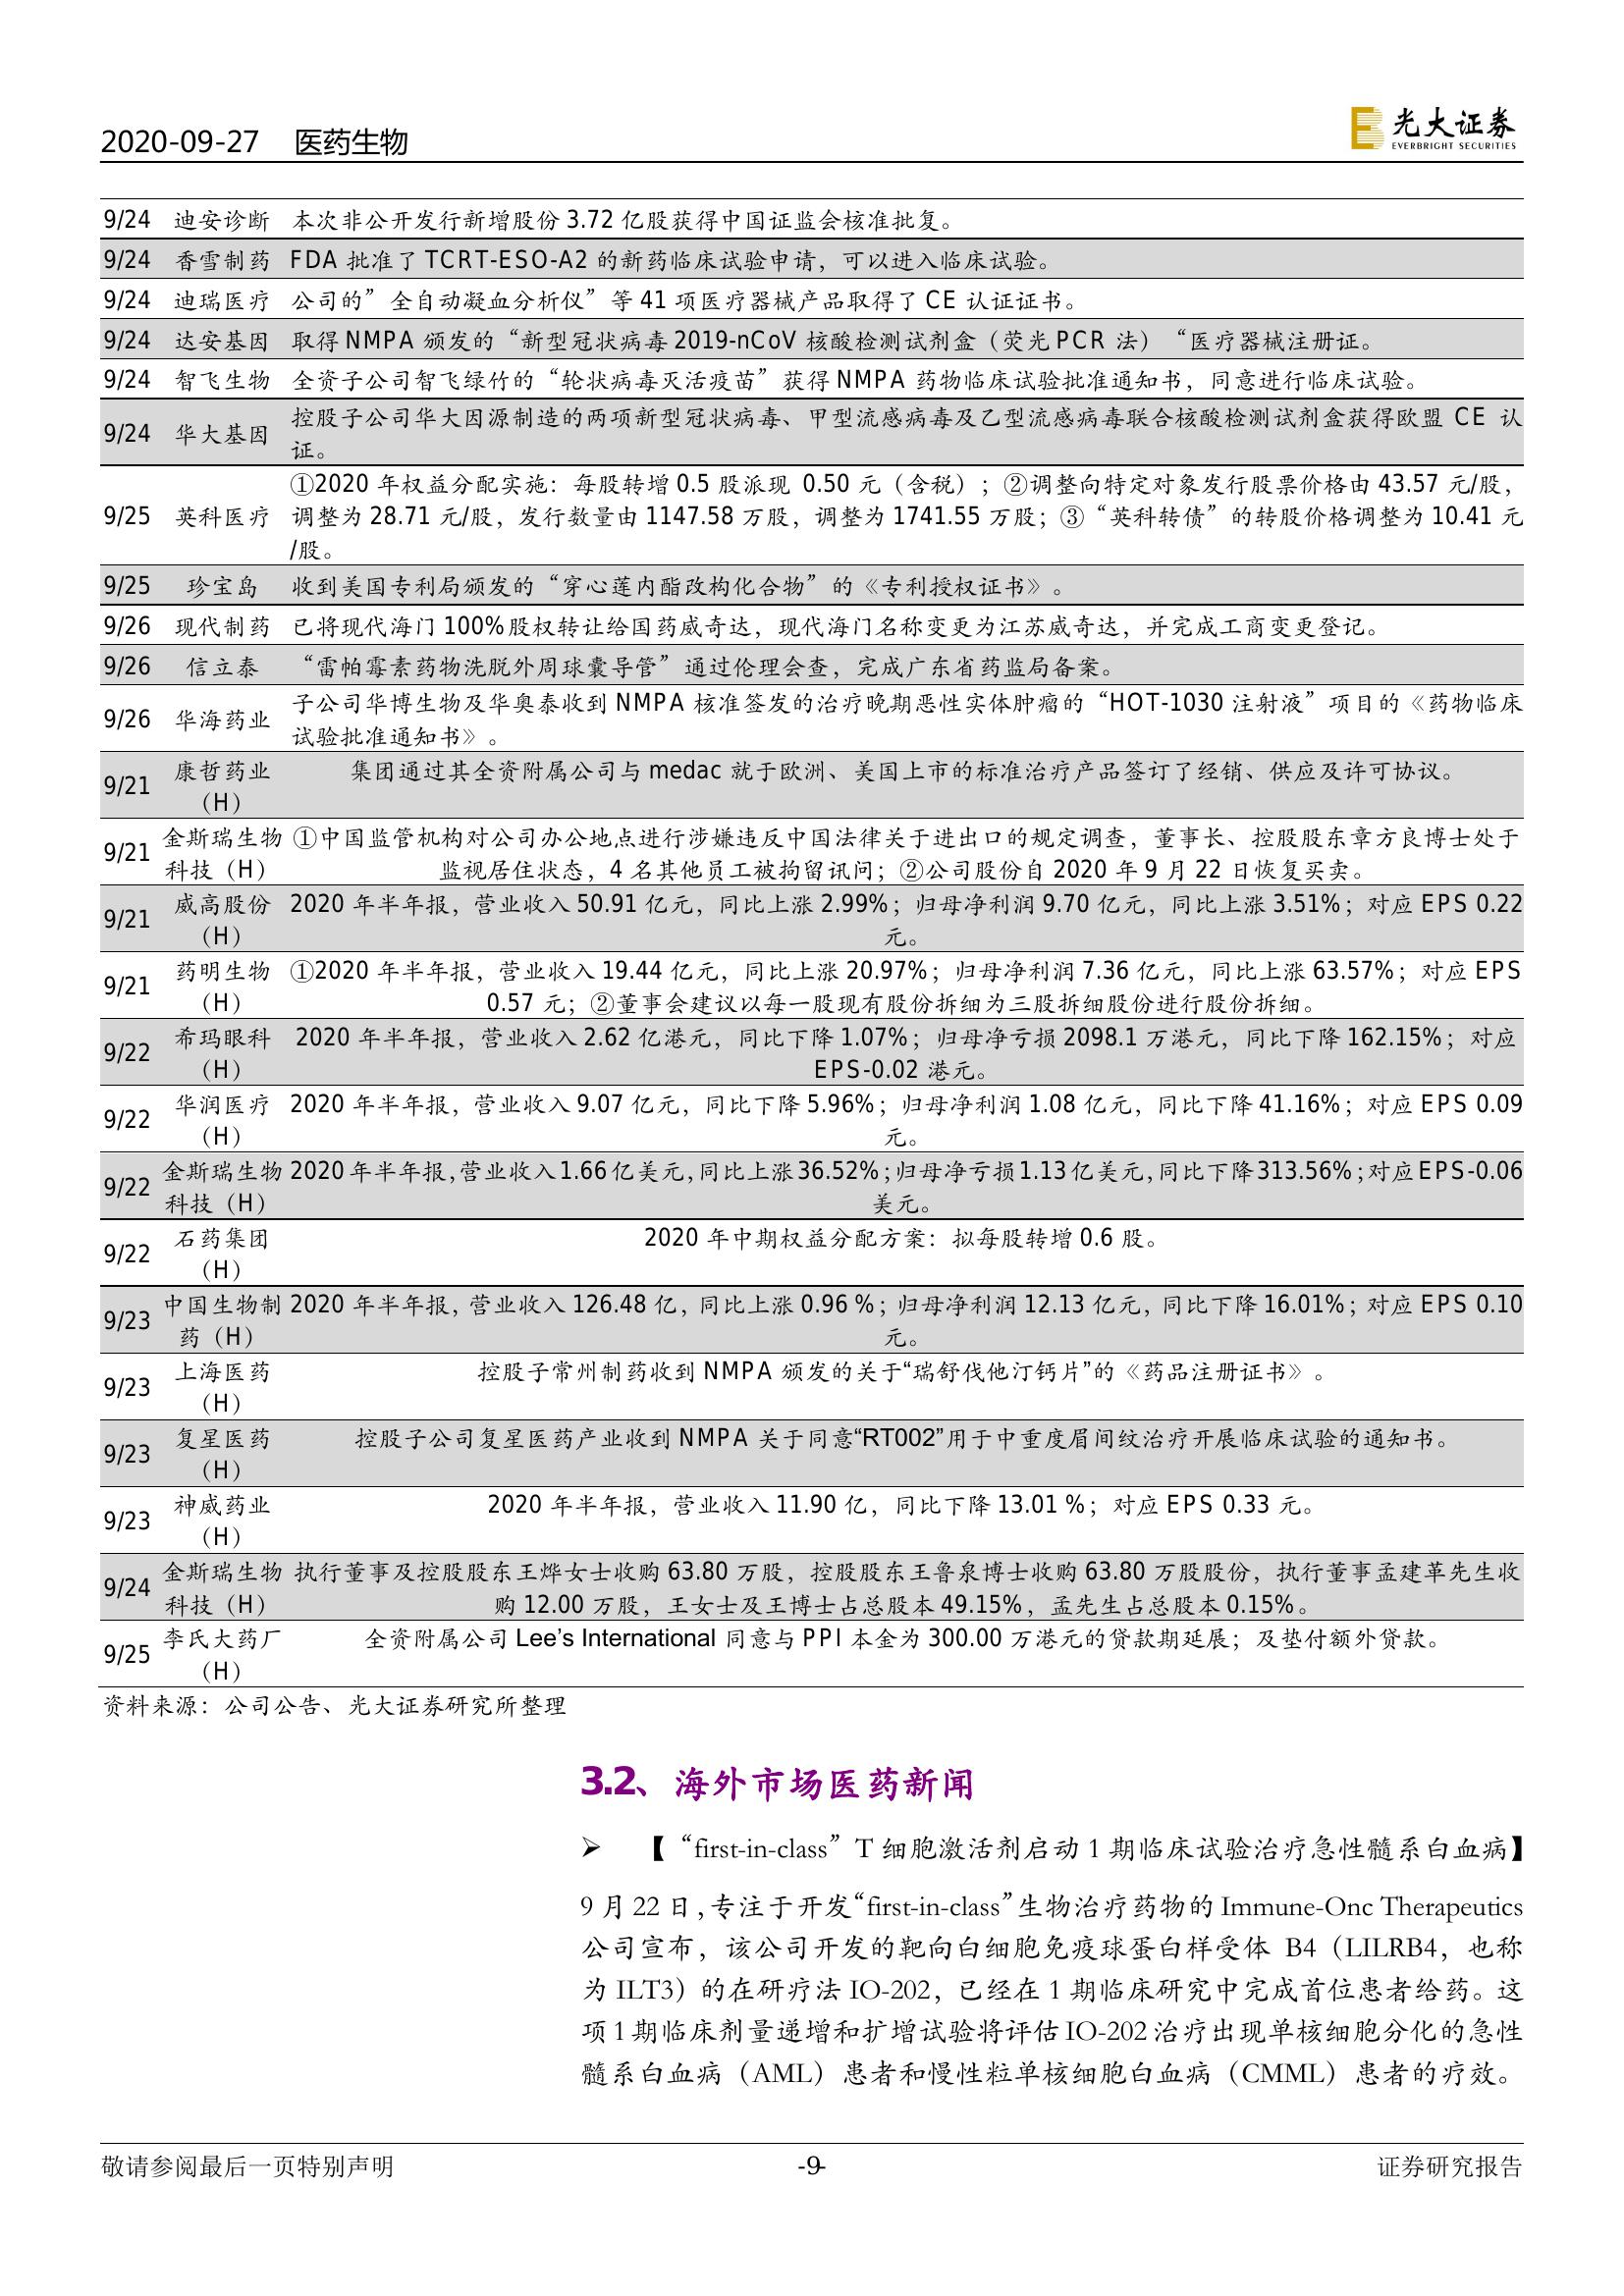 2020-09-27 医药生物
光大证券
EVERBRIGHT SECURITIES
9/24 迪安诊断 本次非公开发行新增股份 3.72 亿股获得中国证监会核准批复。
9/24 香雪制药 FDA 批准了 TCRT-ESO-A2 的新药临床试验申请，可以进入临床试验。
9/24 迪瑞医疗 公司的”全自动凝血分析仪”等 41 项医疗器械产品取得了 CE 认证证书。
9/24 达安基因 取得 NMPA 颁发的“新型冠状病毒 2019-nCoV 核酸检测试剂盒（荧光 PCR 法）“医疗器械注册证。
9/24 智飞生物 全资子公司智飞绿竹的“轮状病毒灭活疫苗”获得 NMPA 药物临床试验批准通知书，同意进行临床试验。
9/24 华大基因 控股子公司华大因源制造的两项新型冠状病毒、甲型流感病毒及乙型流感病毒联合核酸检测试剂盒获得欧盟 CE 认
证。
①2020 年权益分配实施：每股转增 0.5 股派现 0.50 元（含税）；②调整向特定对象发行股票价格由 43.57 元/股，
9/25 英科医疗 调整为 28.71 元/股，发行数量由 1147.58 万股，调整为 1741.55 万股；③“英科转债”的转股价格调整为 10.41 元
/股。
9/25 珍宝岛 收到美国专利局颁发的“穿心莲内酯改构化合物”的《专利授权证书》。
9/26 现代制药 已将现代海门 100%股权转让给国药威奇达，现代海门名称变更为江苏威奇达，并完成工商变更登记。
9/26 信立泰 “雷帕霉素药物洗脱外周球囊导管”通过伦理会查，完成广东省药监局备案。
9/26 华海药业 子公司华博生物及华奥泰收到 NMPA 核准签发的治疗晚期恶性实体肿瘤的“HOT-1030 注射液”项目的《药物临床
试验批准通知书》。
9/21 康哲药业 集团通过其全资附属公司与 medac 就于欧洲、美国上市的标准治疗产品签订了经销、供应及许可协议。
（H）
9/21 金斯瑞生物 ①中国监管机构对公司办公地点进行涉嫌违反中国法律关于进出口的规定调查，董事长、控股股东章方良博士处于
科技（H） 监视居住状态，4 名其他员工被拘留讯问；②公司股份自 2020 年 9 月 22 日恢复买卖。
9/21 威高股份 2020 年半年报，营业收入 50.91 亿元，同比上涨 2.99%；归母净利润 9.70 亿元，同比上涨 3.51%；对应 EPS 0.22
（H） 元。
9/21 药明生物 ①2020 年半年报，营业收入 19.44 亿元，同比上涨 20.97%；归母净利润 7.36 亿元，同比上涨 63.57%；对应 EPS
（H） 0.57 元；②董事会建议以每一股现有股份拆细为三股拆细股份进行股份拆细。
9/22 希玛眼科 2020 年半年报，营业收入 2.62 亿港元，同比下降 1.07%；归母净亏损 2098.1 万港元，同比下降 162.15%；对应
（H） EPS-0.02 港元。
9/22 华润医疗 2020 年半年报，营业收入 9.07 亿元，同比下降 5.96%；归母净利润 1.08 亿元，同比下降 41.16%；对应 EPS 0.09
（H） 元。
9/22 金斯瑞生物 2020 年半年报,营业收入1.66亿美元,同比上涨36.52%;归母净亏损1.13亿美元,同比下降313.56%;对应EPS-0.06
科技（H） 美元。
9/22 石药集团 2020 年中期权益分配方案：拟每股转增 0.6 股。
（H）
9/23 中国生物制 2020 年半年报，营业收入 126.48 亿，同比上涨 0.96 %；归母净利润 12.13 亿元，同比下降 16.01%；对应 EPS 0.10
药（H） 元。
9/23 上海医药 控股子常州制药收到 NMPA 颁发的关于“瑞舒伐他汀钙片”的《药品注册证书》。
（H）
9/23 复星医药 控股子公司复星医药产业收到 NMPA 关于同意“RT002”用于中重度眉间纹治疗开展临床试验的通知书。
（H）
9/23 神威药业 2020 年半年报，营业收入 11.90 亿，同比下降 13.01 %；对应 EPS 0.33 元。
（H）
9/24 金斯瑞生物 执行董事及控股股东王烨女士收购 63.80 万股，控股股东王鲁泉博士收购 63.80 万股股份，执行董事孟建革先生收
科技（H） 购 12.00 万股，王女士及王博士占总股本 49.15%，孟先生占总股本 0.15%。
9/25 李氏大药厂 全资附属公司 Lee’s International 同意与 PPI 本金为 300.00 万港元的贷款期延展；及垫付额外贷款。
（H）
资料来源：公司公告、光大证券研究所整理
3.2、海外市场医药新闻
➢ 【“first-in-class”T 细胞激活剂启动 1 期临床试验治疗急性髓系白血病】
9 月 22 日，专注于开发“first-in-class”生物治疗药物的 Immune-Onc Therapeutics
公司宣布，该公司开发的靶向白细胞免疫球蛋白样受体 B4（LILRB4，也称
为 ILT3）的在研疗法 IO-202，已经在 1 期临床研究中完成首位患者给药。这
项 1 期临床剂量递增和扩增试验将评估 IO-202 治疗出现单核细胞分化的急性
髓系白血病（AML）患者和慢性粒单核细胞白血病（CMML）患者的疗效。
敬请参阅最后一页特别声明 -9- 证券研究报告